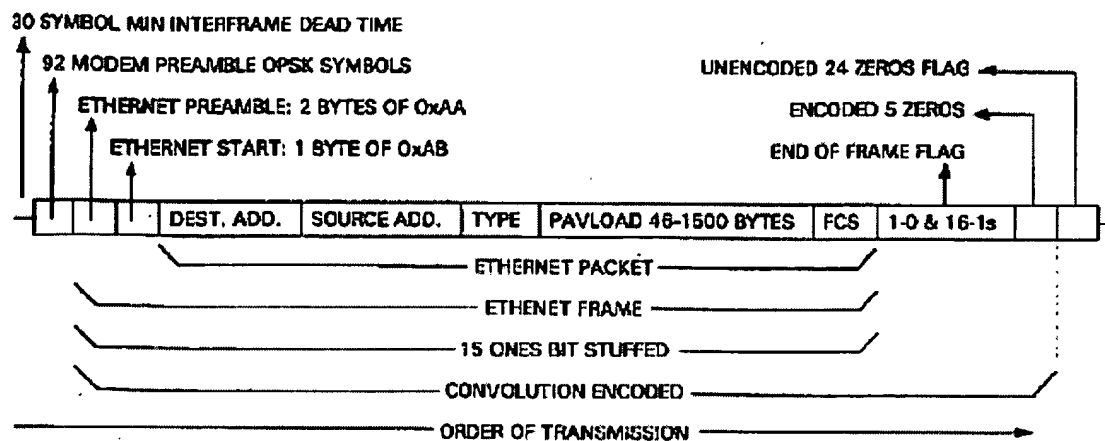 30 SYMBOL MIN INTERFRAME DEAD TIME
92 MODEM PREAMBLE OPSK SYMBOLS
UNENCODED 24 ZEROS FLAG
ETHERNET PREAMBLE: 2 BYTES OF OxAA
ENCODED 5 ZEROS
ETHERNET START: 1 BYTE OF OxAB
END OF FRAME FLAG
DEST. ADD. SOURCE ADD. TYPE PAVLOAD 46-1500 BYTES FCS 1-0 & 16-1s
ETHERNET PACKET
ETHENET FRAME
15 ONES BIT STUFFED
CONVOLUTION ENCODED
ORDER OF TRANSMISSION